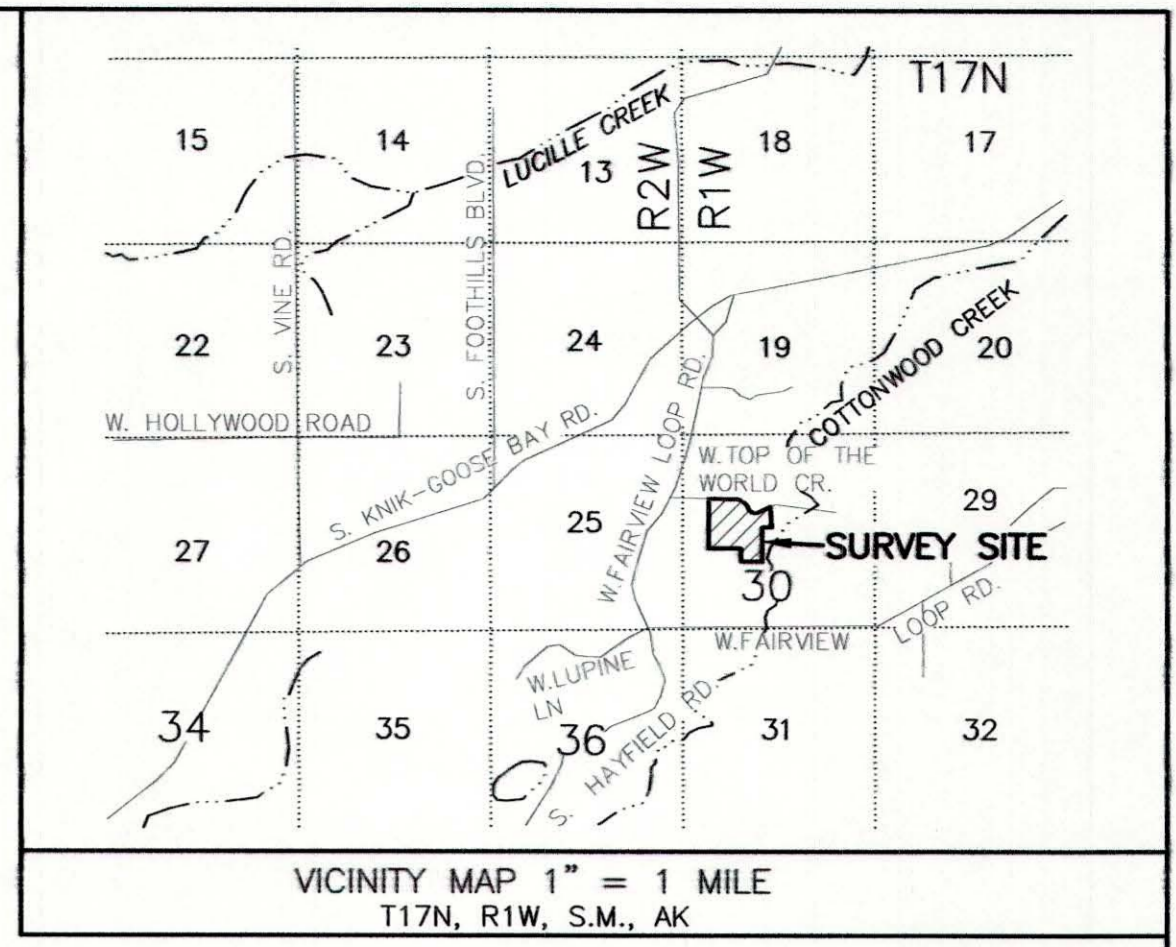 T17N
15
14
LUCILLE CREEK
13
R2W
R1W
18
17
S. VINE RD.
S. FOOTHILLS BLVD.
22
23
24
19
20
COTTONWOOD CREEK
W. HOLLYWOOD ROAD
S. KNIK-GOOSE BAY RD.
W.FAIRVIEW LOOP RD.
W.TOP OF THE
WORLD CR.
27
26
25
29
SURVEY SITE
30
W.FAIRVIEW
LOOP RD.
W.LUPINE
LN
S. HAYFIELD RD.
34
35
36
31
32
VICINITY MAP 1" = 1 MILE
T17N, R1W, S.M., AK